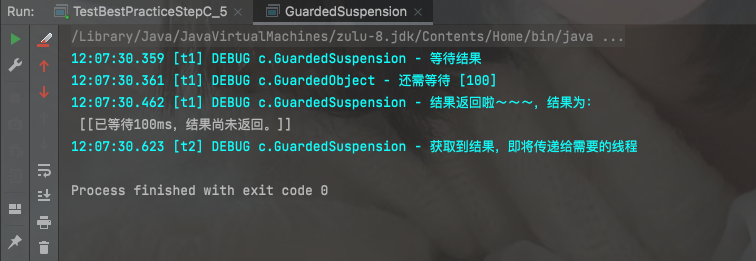 Run: TestBestPracticeStepC_5 × GuardedSuspension ×
/Library/Java/JavaVirtualMachines/zulu-8.jdk/Contents/Home/bin/java ...
12:07:30.359 [t1] DEBUG c.GuardedSuspension - 等待结果
12:07:30.361 [t1] DEBUG c.GuardedObject - 还需等待 [100]
12:07:30.462 [t1] DEBUG c.GuardedSuspension - 结果返回啦～～～，结果为：
[[已等待100ms，结果尚未返回。]]
12:07:30.623 [t2] DEBUG c.GuardedSuspension - 获取到结果，即将传递给需要的线程
Process finished with exit code 0